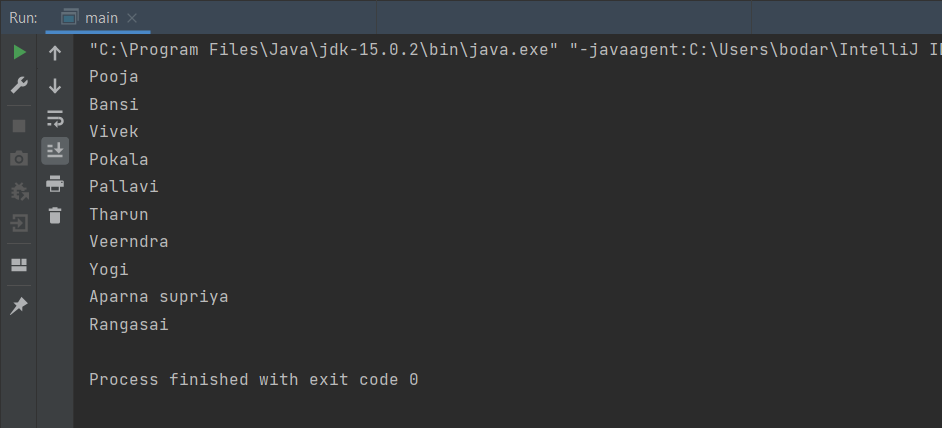 Run: main
"C:\Program Files\Java\jdk-15.0.2\bin\java.exe" "-javaagent:C:\Users\bodar\IntelliJ
Pooja
Bansi
Vivek
Pokala
Pallavi
Tharun
Veerndra
Yogi
Aparna supriya
Rangasai
Process finished with exit code 0